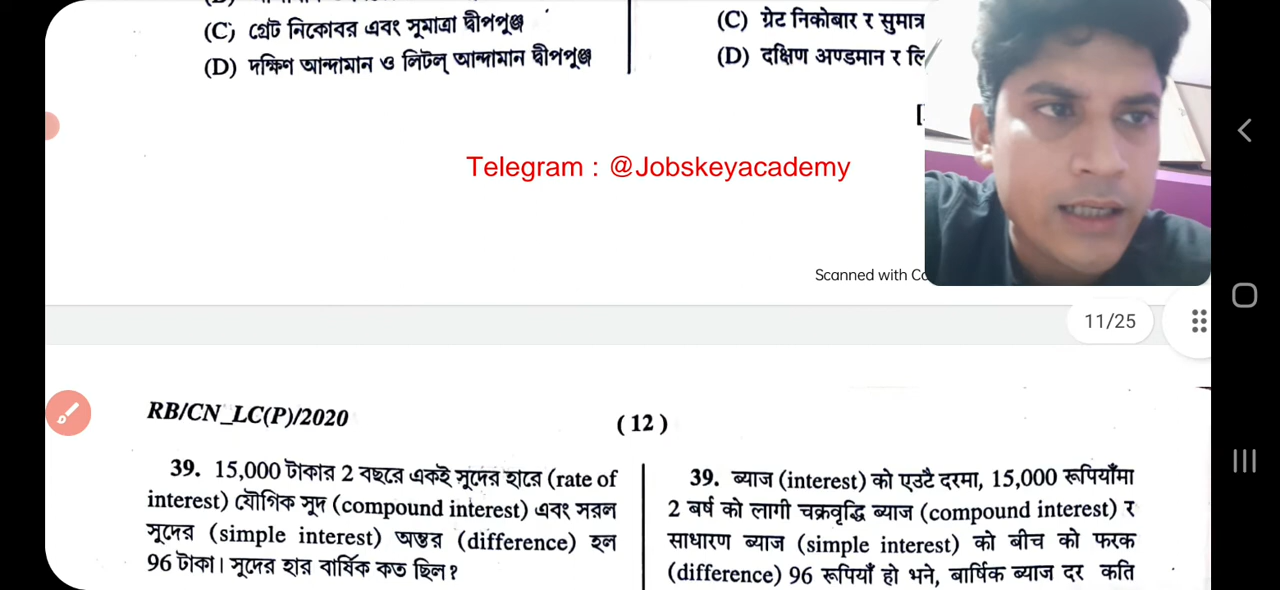 (C) গ্রেট নিকোবর এবং সুমাত্রা দ্বীপপুঞ্জ
(D) দক্ষিণ আন্দামান ও লিটল্ আন্দামান দ্বীপপুঞ্জ
(C) ग्रेट निकोबार र सुमात्र
(D) दक्षिण अण्डमान र लि
[
Telegram : @Jobskeyacademy
Scanned with
11/25
RB/CN_LC(P)/2020
( 12 )
39. 15,000 টাকার 2 বছরে একই সুদের হারে (rate of
interest) যৌগিক সুদ (compound interest) এবং সরল
সুদের (simple interest) অন্তর (difference) হল
96 টাকা। সুদের হার বার্ষিক কত ছিল?
39. ब्याज (interest) को एउटै दरमा, 15,000 रूपियाँमा
2 बर्ष को लागी चक्रवृद्धि ब्याज (compound interest) र
साधारण ब्याज (simple interest) को बीच को फरक
(difference) 96 रूपियाँ हो भने, बार्षिक ब्याज दर कति